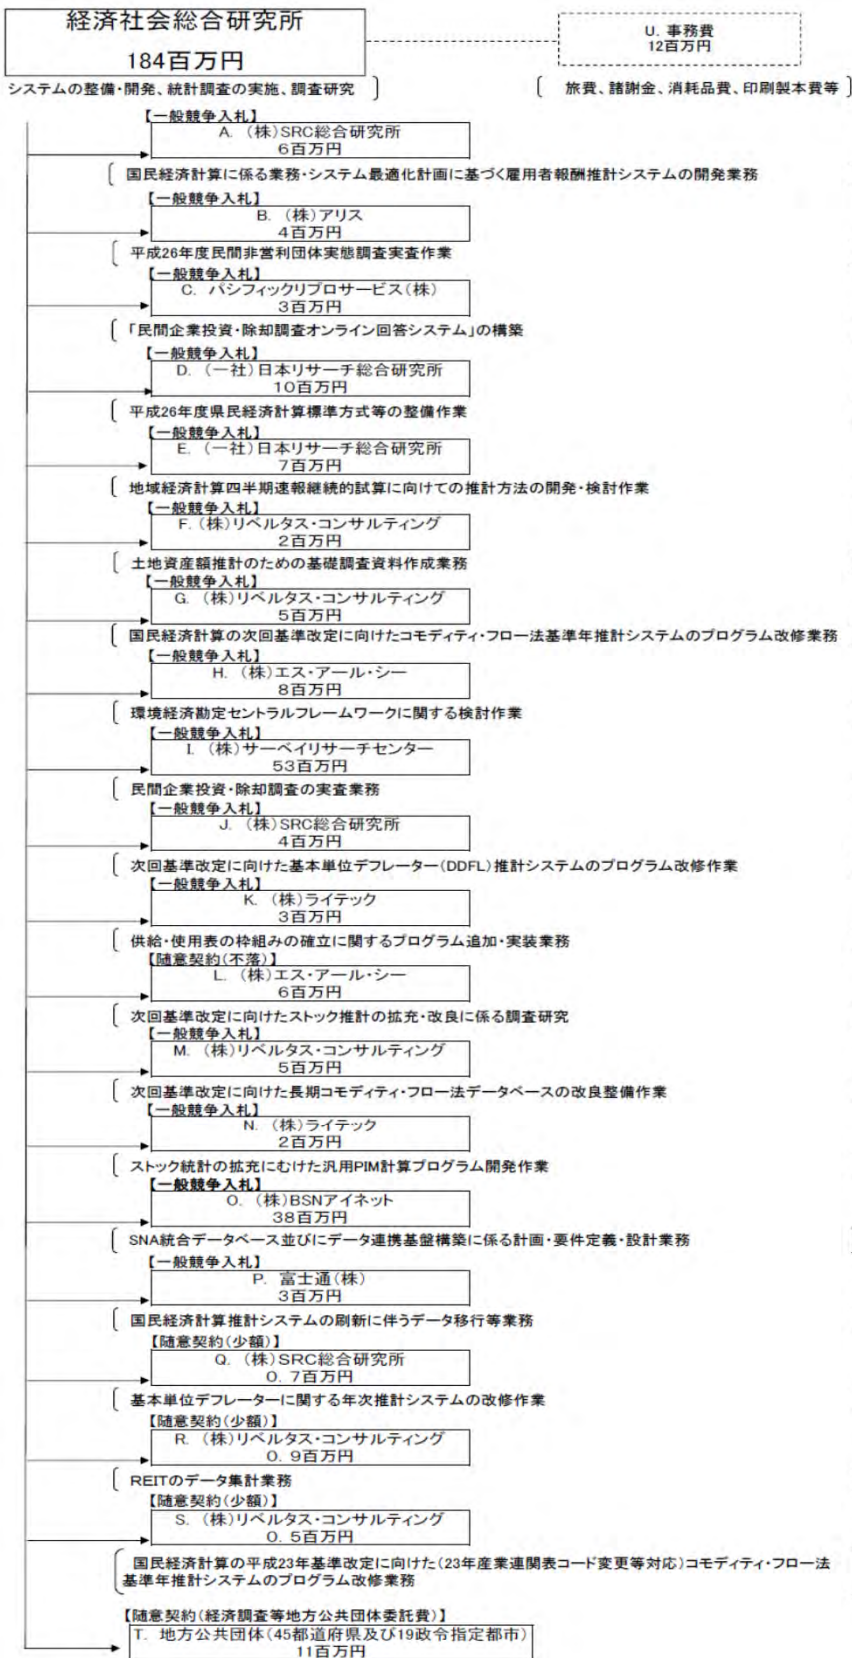 経済社会総合研究所
184百万円
U. 事務費
12百万円
システムの整備・開発、統計調査の実施、調査研究
旅費、諸謝金、消耗品費、印刷製本費等
【一般競争入札】
A. (株)SRC総合研究所
6百万円
国民経済計算に係る業務・システム最適化計画に基づく雇用者報酬推計システムの開発業務
【一般競争入札】
B. (株)アリス
4百万円
平成26年度民間非営利団体実態調査実査作業
【一般競争入札】
C. パシフィックリプロサービス(株)
3百万円
「民間企業投資・除却調査オンライン回答システム」の構築
【一般競争入札】
D. (一社)日本リサーチ総合研究所
10百万円
平成26年度県民経済計算標準方式等の整備作業
【一般競争入札】
E. (一社)日本リサーチ総合研究所
7百万円
地域経済計算四半期速報継続的試算に向けての推計方法の開発・検討作業
【一般競争入札】
F. (株)リベルタス・コンサルティング
2百万円
土地資産額推計のための基礎調査資料作成業務
【一般競争入札】
G. (株)リベルタス・コンサルティング
5百万円
国民経済計算の次回基準改定に向けたコモディティ・フロー法基準年推計システムのプログラム改修業務
【一般競争入札】
H. (株)エス・アール・シー
8百万円
環境経済勘定セントラルフレームワークに関する検討作業
【一般競争入札】
I. (株)サーベイリサーチセンター
53百万円
民間企業投資・除却調査の実査業務
【一般競争入札】
J. (株)SRC総合研究所
4百万円
次回基準改定に向けた基本単位デフレーター(DDFL)推計システムのプログラム改修作業
【一般競争入札】
K. (株)ライテック
3百万円
供給・使用表の枠組みの確立に関するプログラム追加・実装業務
【随意契約(不落)】
L. (株)エス・アール・シー
6百万円
次回基準改定に向けたストック推計の拡充・改良に係る調査研究
【一般競争入札】
M. (株)リベルタス・コンサルティング
5百万円
次回基準改定に向けた長期コモディティ・フロー法データベースの改良整備作業
【一般競争入札】
N. (株)ライテック
2百万円
ストック統計の拡充にむけた汎用PIM計算プログラム開発作業
【一般競争入札】
O. (株)BSNアイネット
38百万円
SNA統合データベース並びにデータ連携基盤構築に係る計画・要件定義・設計業務
【一般競争入札】
P. 富士通(株)
3百万円
国民経済計算推計システムの刷新に伴うデータ移行等業務
【随意契約(少額)】
Q. (株)SRC総合研究所
0. 7百万円
基本単位デフレーターに関する年次推計システムの改修作業
【随意契約(少額)】
R. (株)リベルタス・コンサルティング
0. 9百万円
REITのデータ集計業務
【随意契約(少額)】
S. (株)リベルタス・コンサルティング
0. 5百万円
国民経済計算の平成23年基準改定に向けた(23年産業連関表コード変更等対応)コモディティ・フロー法
基準年推計システムのプログラム改修業務
【随意契約(経済調査等地方公共団体委託費)】
T. 地方公共団体(45都道府県及び19政令指定都市)
11百万円